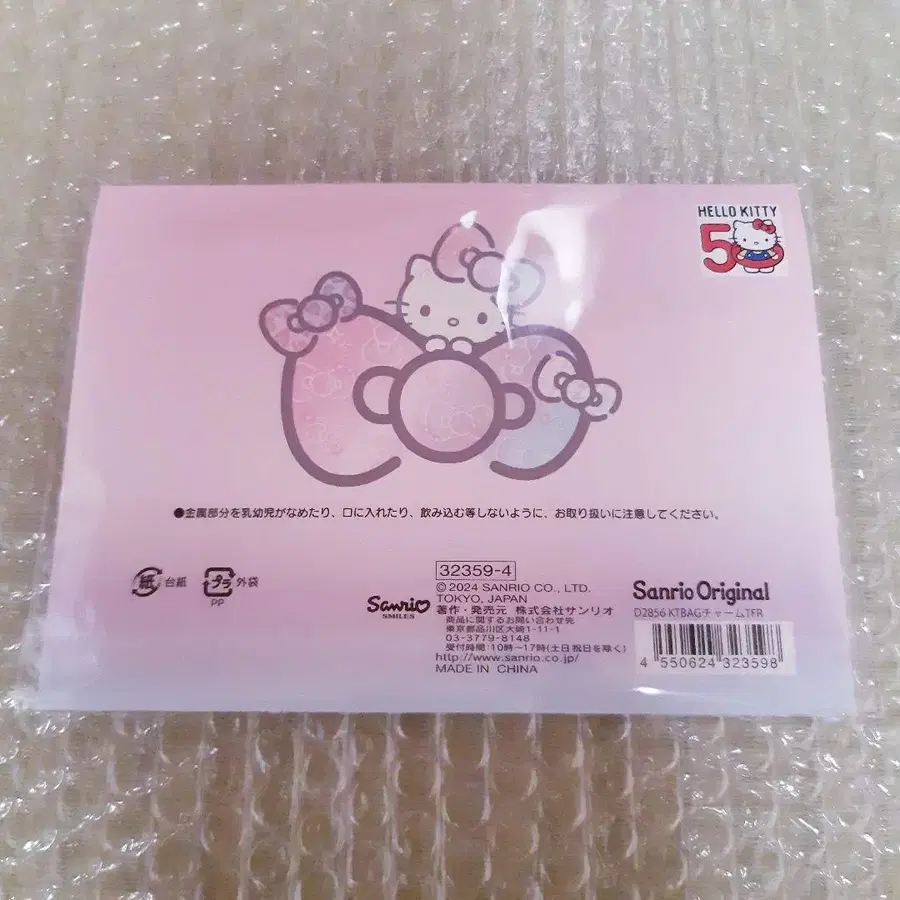 HELLO KITTY
50
●金属部分を乳幼児がなめたり、口に入れたり、飲み込む等しないように、お取り扱いに注意してください。
紙 台紙
プラ 外袋
PP
Sanrio
SMILES
32359-4
© 2024 SANRIO CO., LTD.
TOKYO, JAPAN
著作・発売元 株式会社サンリオ
商品に関するお問い合わせ先
東京都品川区大崎1-11-1
03-3779-8148
受付時間:10時〜17時(土日祝日を除く)
http://www.sanrio.co.jp/
MADE IN CHINA
Sanrio Original
D2856 KTBAGチャームTFR
4 550624 323598